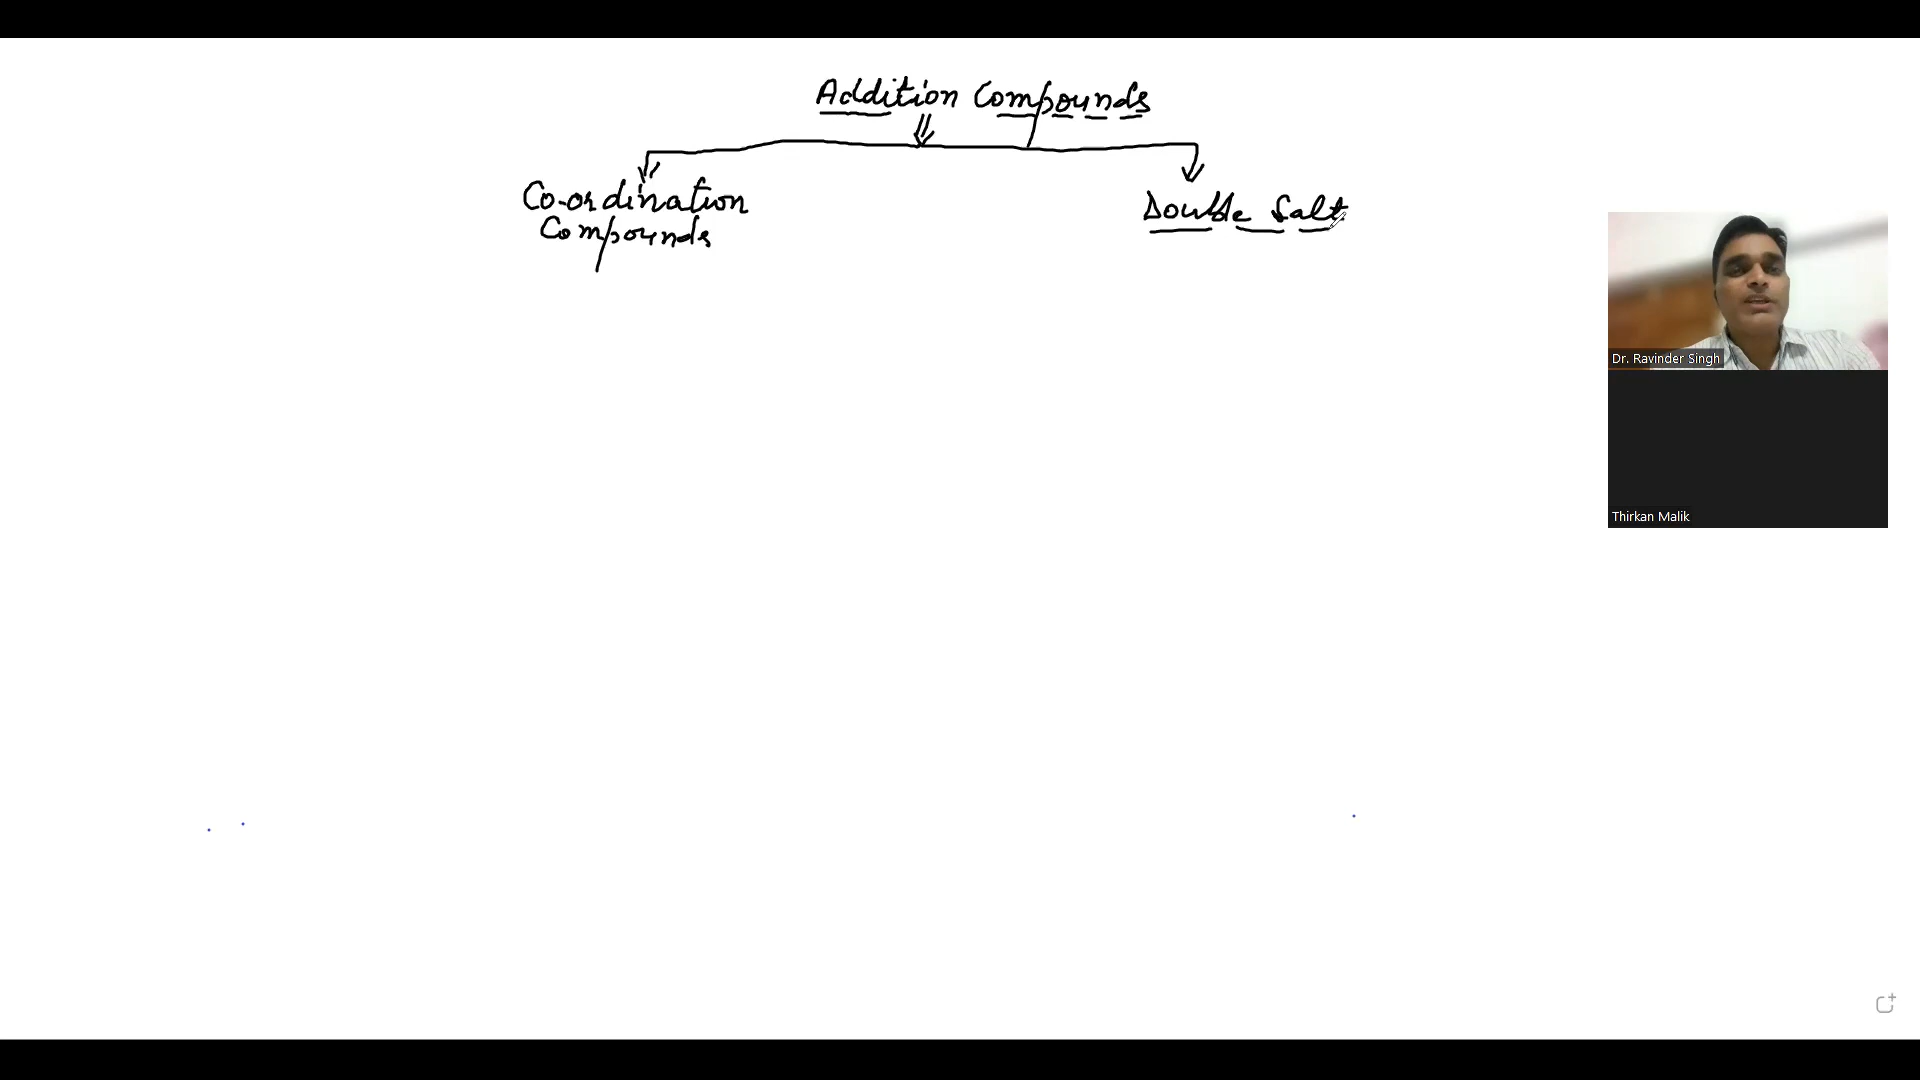 Addition Compounds
Co-ordination
Compounds
Double Salt
Dr. Ravinder Singh
Thirkan Malik